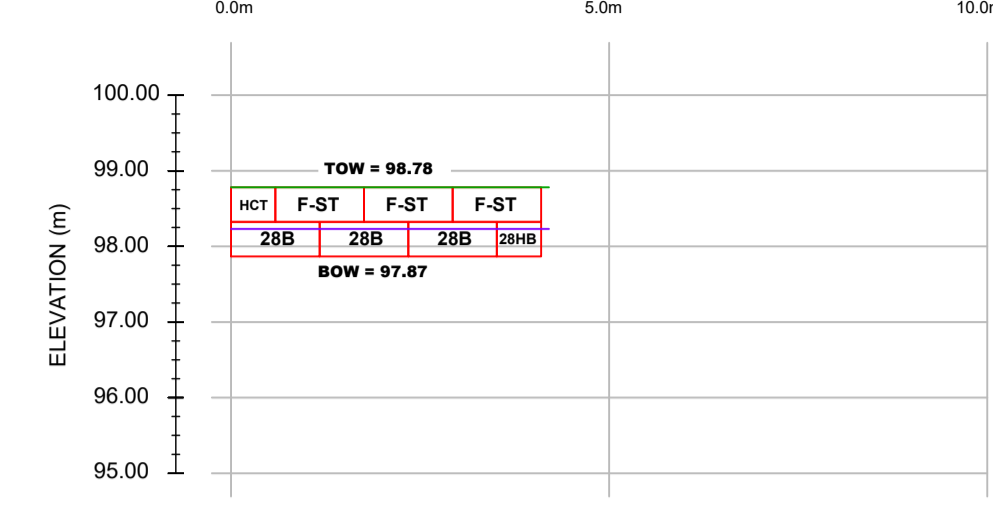 0.0m 5.0m 10.0
100.00
99.00
TOW = 98.78
HCT F-ST F-ST F-ST
98.00
28B 28B 28B 28HB
BOW = 97.87
97.00
96.00
95.00
ELEVATION (m)